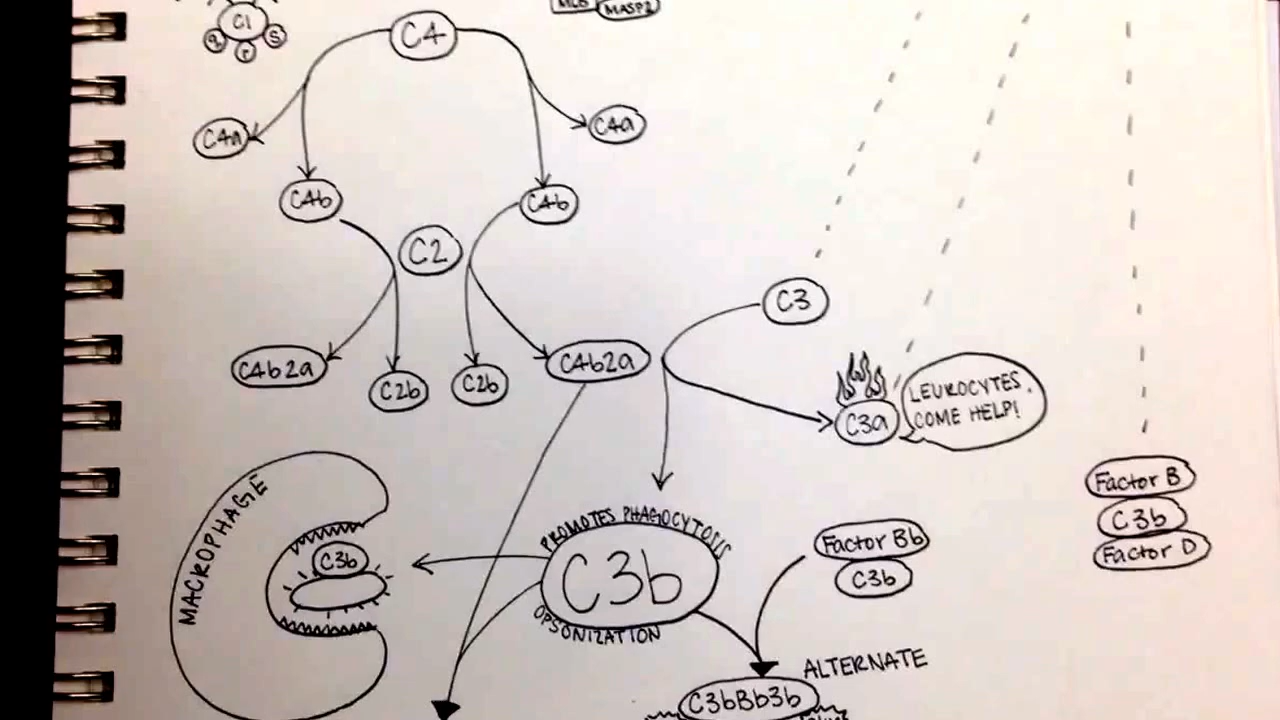 C1
q
r
s
MASP2
C4
C4a
C4a
C4b
C4b
C2
C3
C4b2a
C2b
C2b
C4b2a
C3a
LEUKOCYTES,
COME HELP!
MACROPHAGE
C3b
PROMOTES PHAGOCYTOSIS
C3b
OPSONIZATION
Factor Bb
C3b
Factor B
C3b
Factor D
ALTERNATE
C3bBb3b